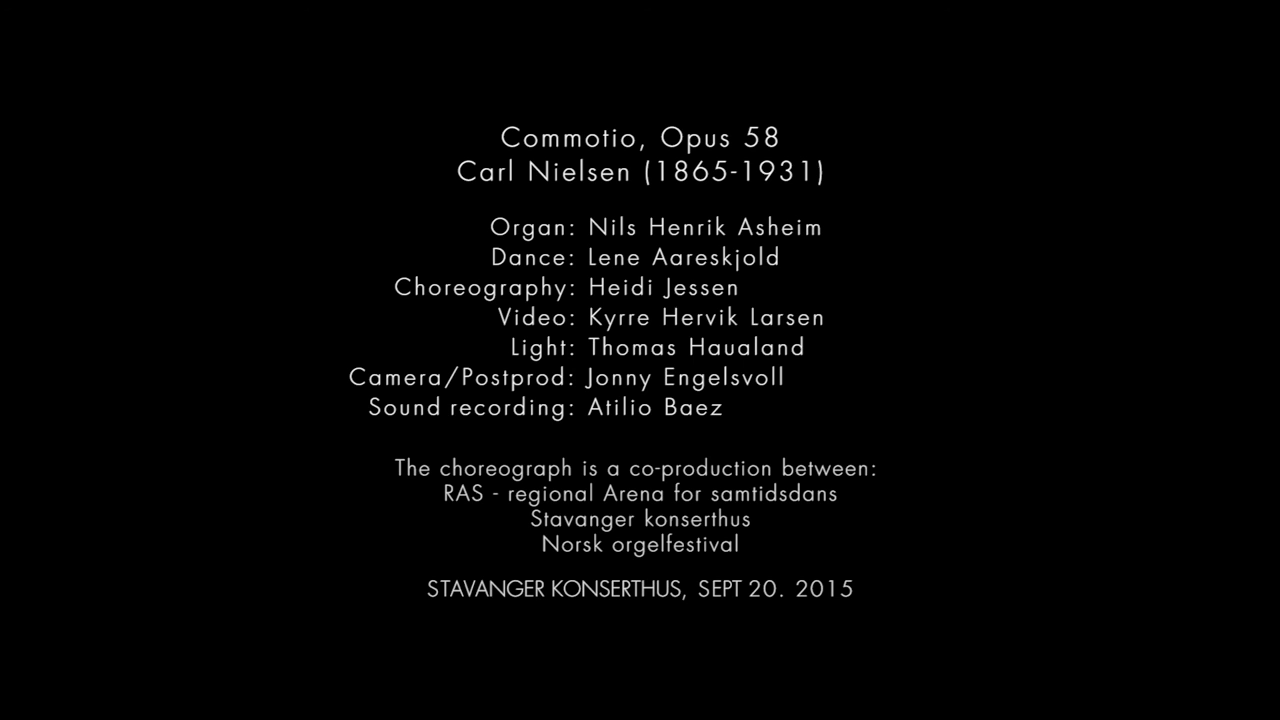 Commotio, Opus 58
Carl Nielsen (1865-1931)
Organ: Nils Henrik Asheim
Dance: Lene Aareskjold
Choreography: Heidi Jessen
Video: Kyrre Hervik Larsen
Light: Thomas Haualand
Camera/Postprod: Jonny Engelsvoll
Sound recording: Atilio Baez
The choreograph is a co-production between:
RAS - regional Arena for samtidsdans
Stavanger konserthus
Norsk orgelfestival
STAVANGER KONSERTHUS, SEPT 20. 2015